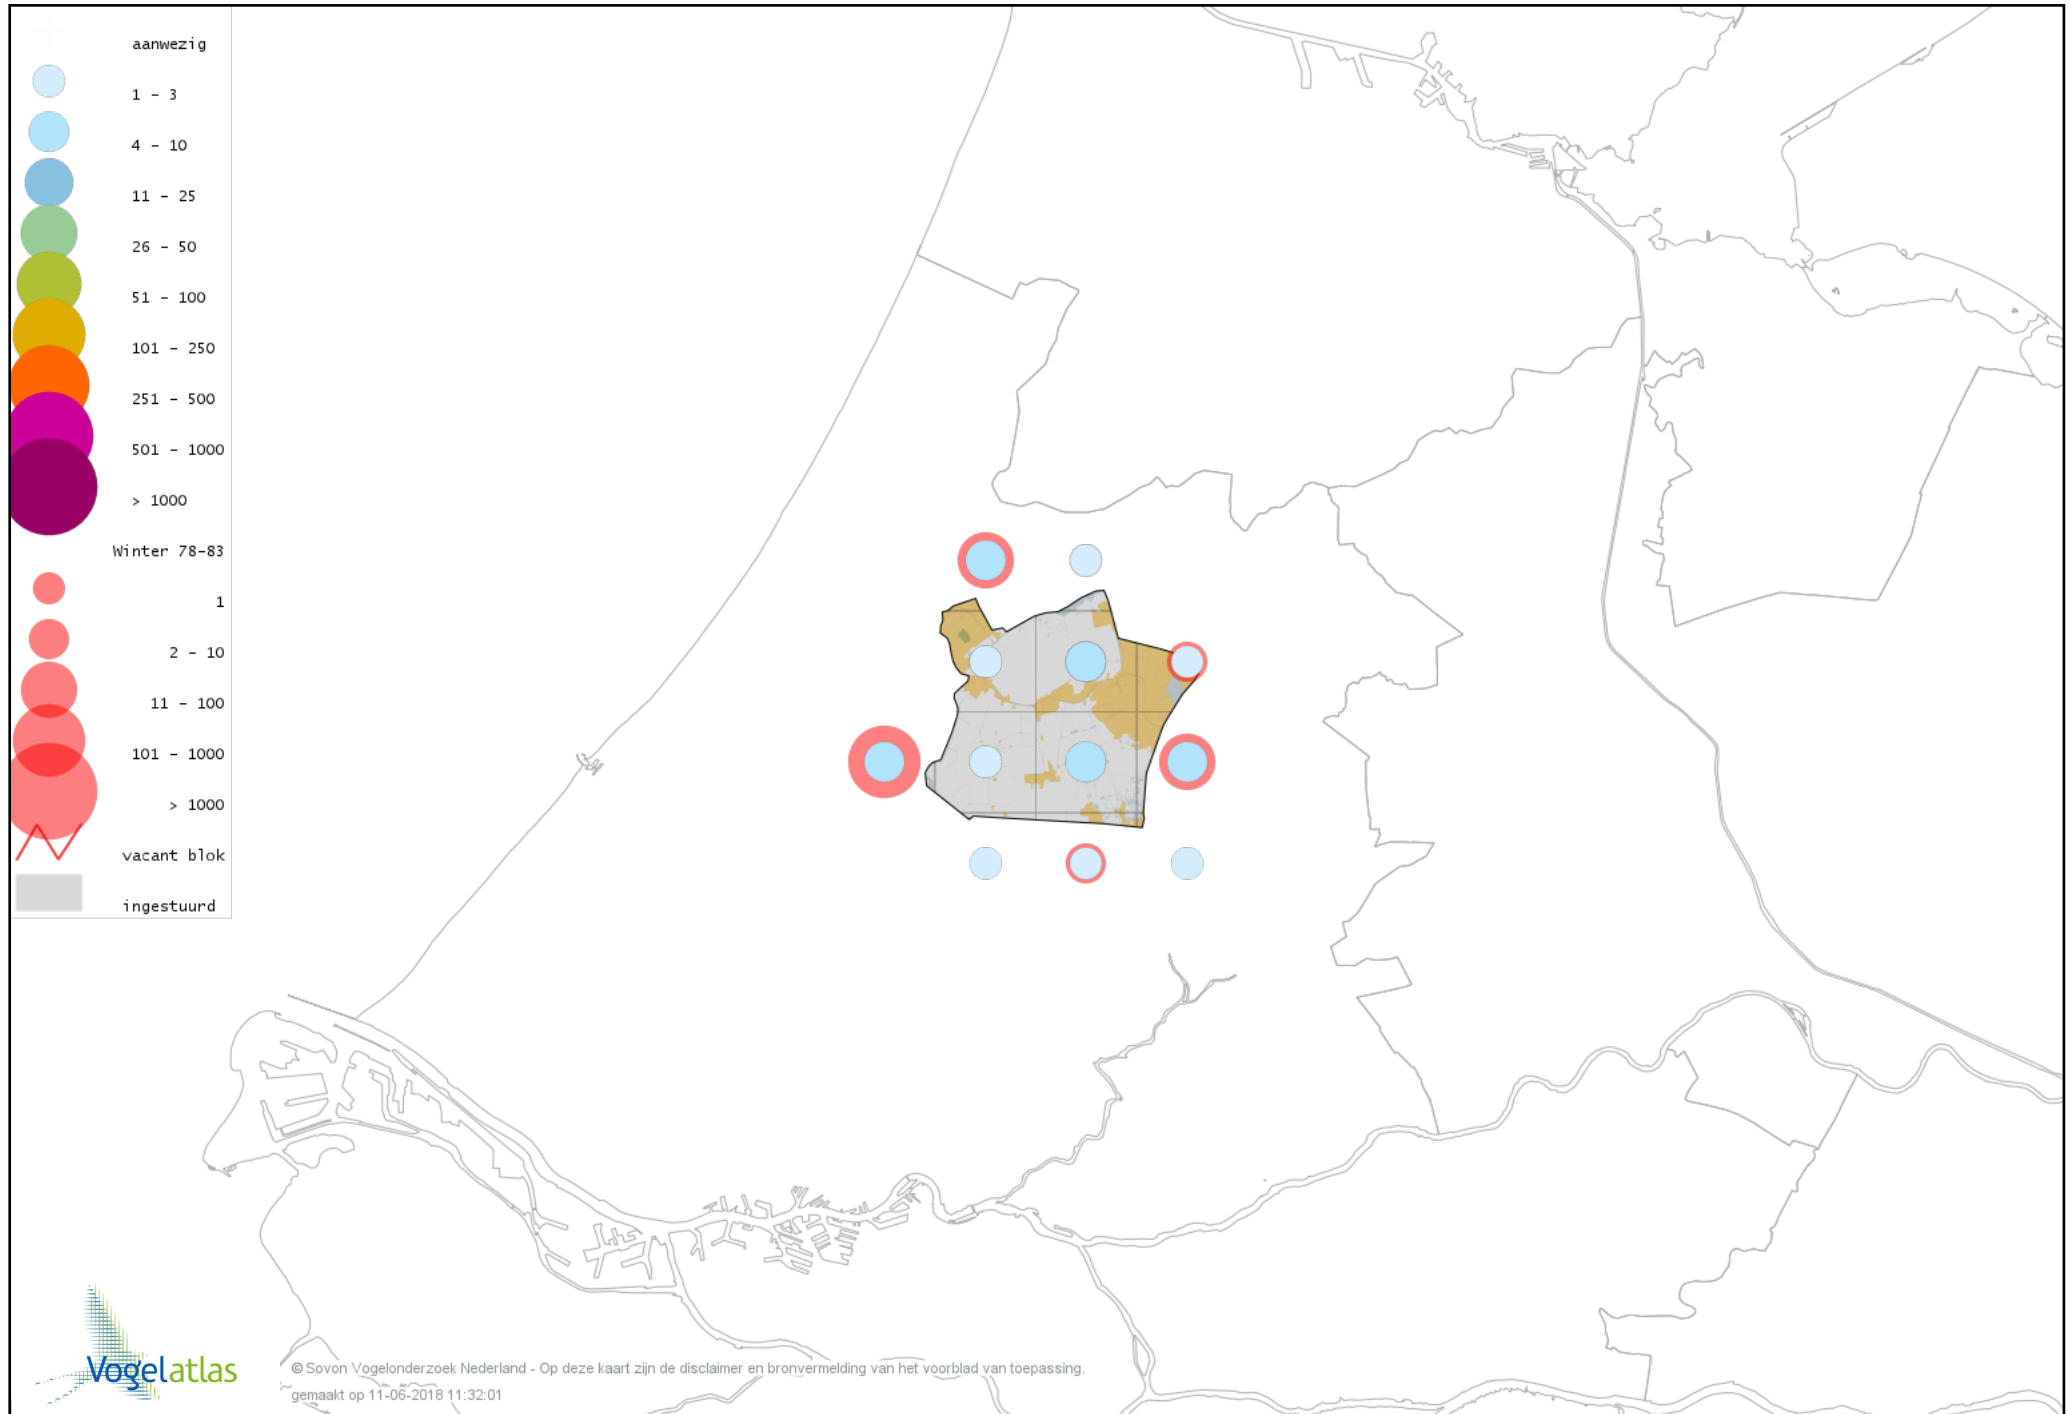 aanwezig
1 - 3
4 - 10
11 - 25
26 - 50
51 - 100
101 - 250
251 - 500
501 - 1000
> 1000
Winter 78-83
1
2 - 10
11 - 100
101 - 1000
> 1000
vacant blok
ingestuurd
Vogelatlas
© Sovon Vogelonderzoek Nederland - Op deze kaart zijn de disclaimer en bronvermelding van het voorblad van toepassing.
gemaakt op 11-06-2018 11:32:01